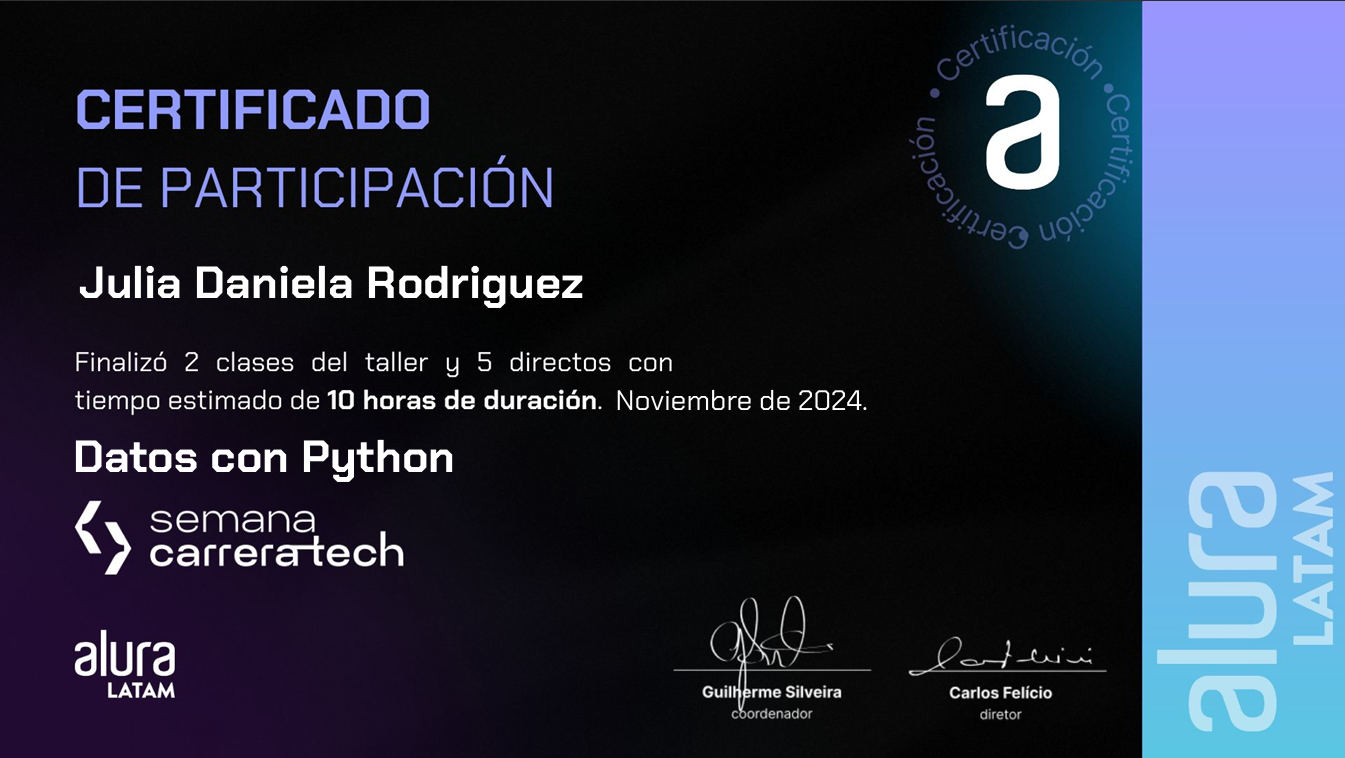 CERTIFICADO
DE PARTICIPACIÓN
Certificación • Certificación • Certificación •
a
Julia Daniela Rodriguez
Finalizó 2 clases del taller y 5 directos con
tiempo estimado de 10 horas de duración. Noviembre de 2024.
Datos con Python
semana
carrera tech
alura
LATAM
Guilherme Silveira
coordenador
Carlos Felício
diretor
alura
LATAM